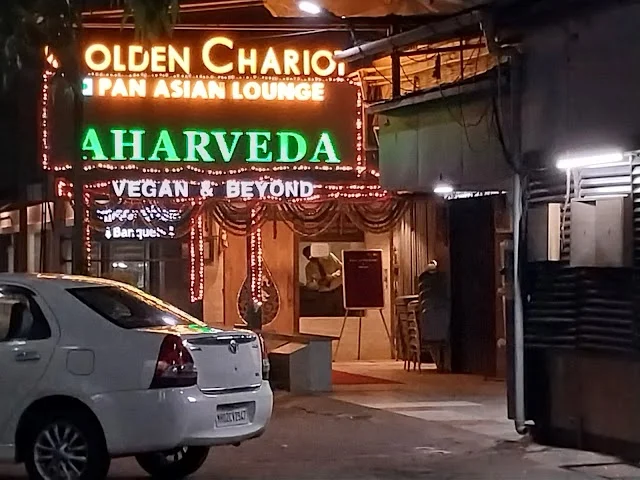 OLDEN CHARIOT
PAN ASIAN LOUNGE
AHARVEDA
VEGAN & BEYOND
Banquets